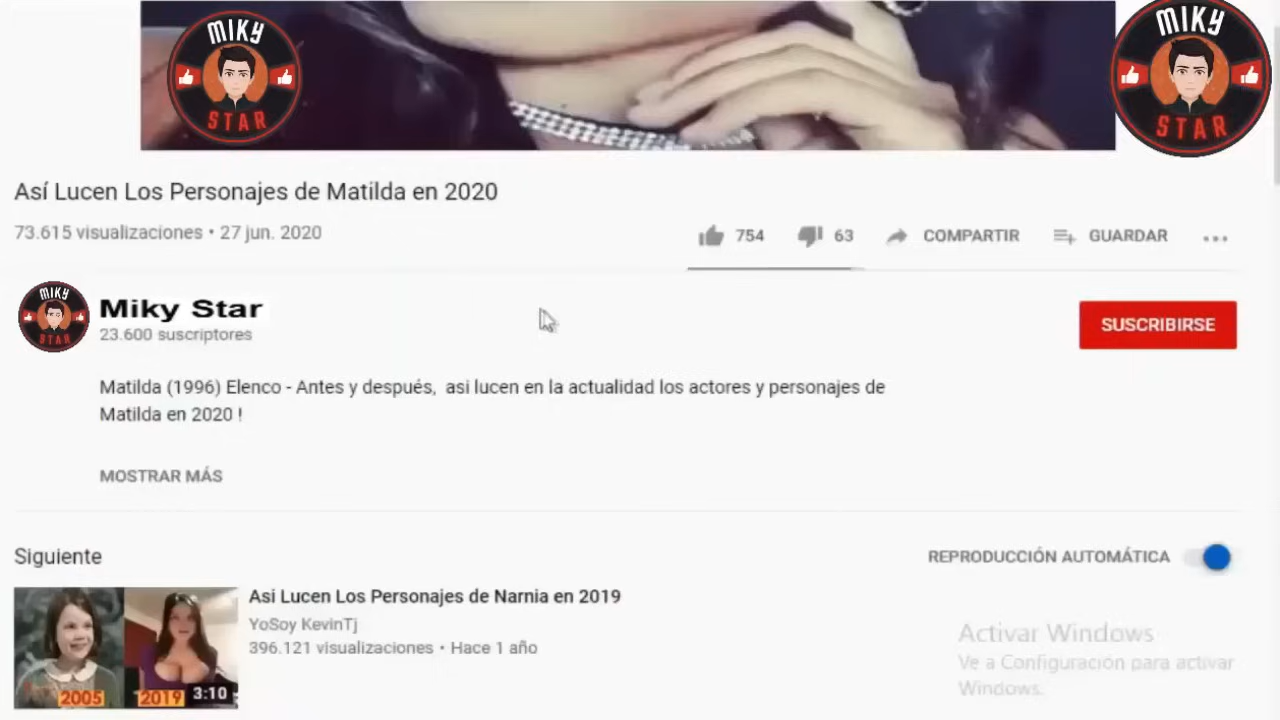 MIKY
STAR
MIKY
STAR
Así Lucen Los Personajes de Matilda en 2020
73.615 visualizaciones • 27 jun. 2020
754
63
COMPARTIR
GUARDAR
MIKY
STAR
Miky Star
23.600 suscriptores
SUSCRIBIRSE
Matilda (1996) Elenco - Antes y después,  asi lucen en la actualidad los actores y personajes de
Matilda en 2020 !
MOSTRAR MÁS
Siguiente
REPRODUCCIÓN AUTOMÁTICA
Asi Lucen Los Personajes de Narnia en 2019
YoSoy KevinTj
396.121 visualizaciones • Hace 1 año
2005
2019
3:10
Activar Windows
Ve a Configuración para activar
Windows.